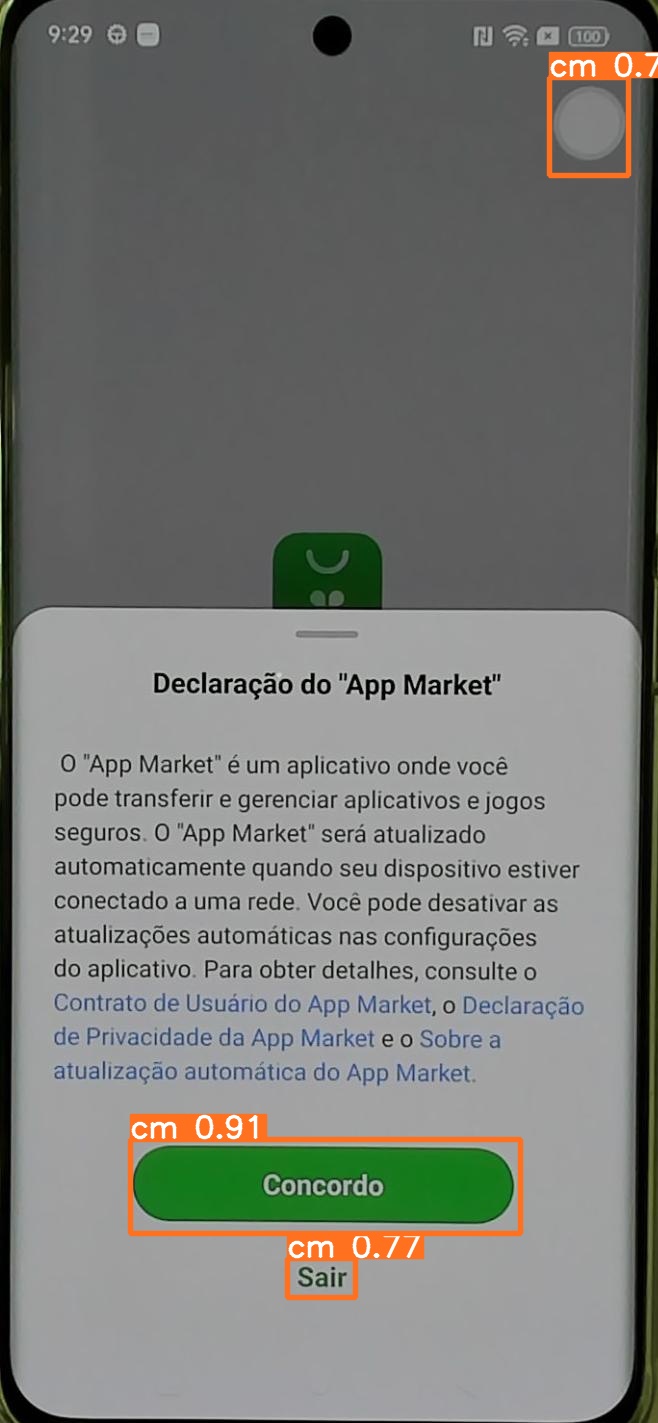 9:29
100
cm 0.7
Declaração do "App Market"
O "App Market" é um aplicativo onde você
pode transferir e gerenciar aplicativos e jogos
seguros. O "App Market" será atualizado
automaticamente quando seu dispositivo estiver
conectado a uma rede. Você pode desativar as
atualizações automáticas nas configurações
do aplicativo. Para obter detalhes, consulte o
Contrato de Usuário do App Market, o Declaração
de Privacidade da App Market e o Sobre a
atualização automática do App Market.
cm 0.91
Concordo
cm 0.77
Sair